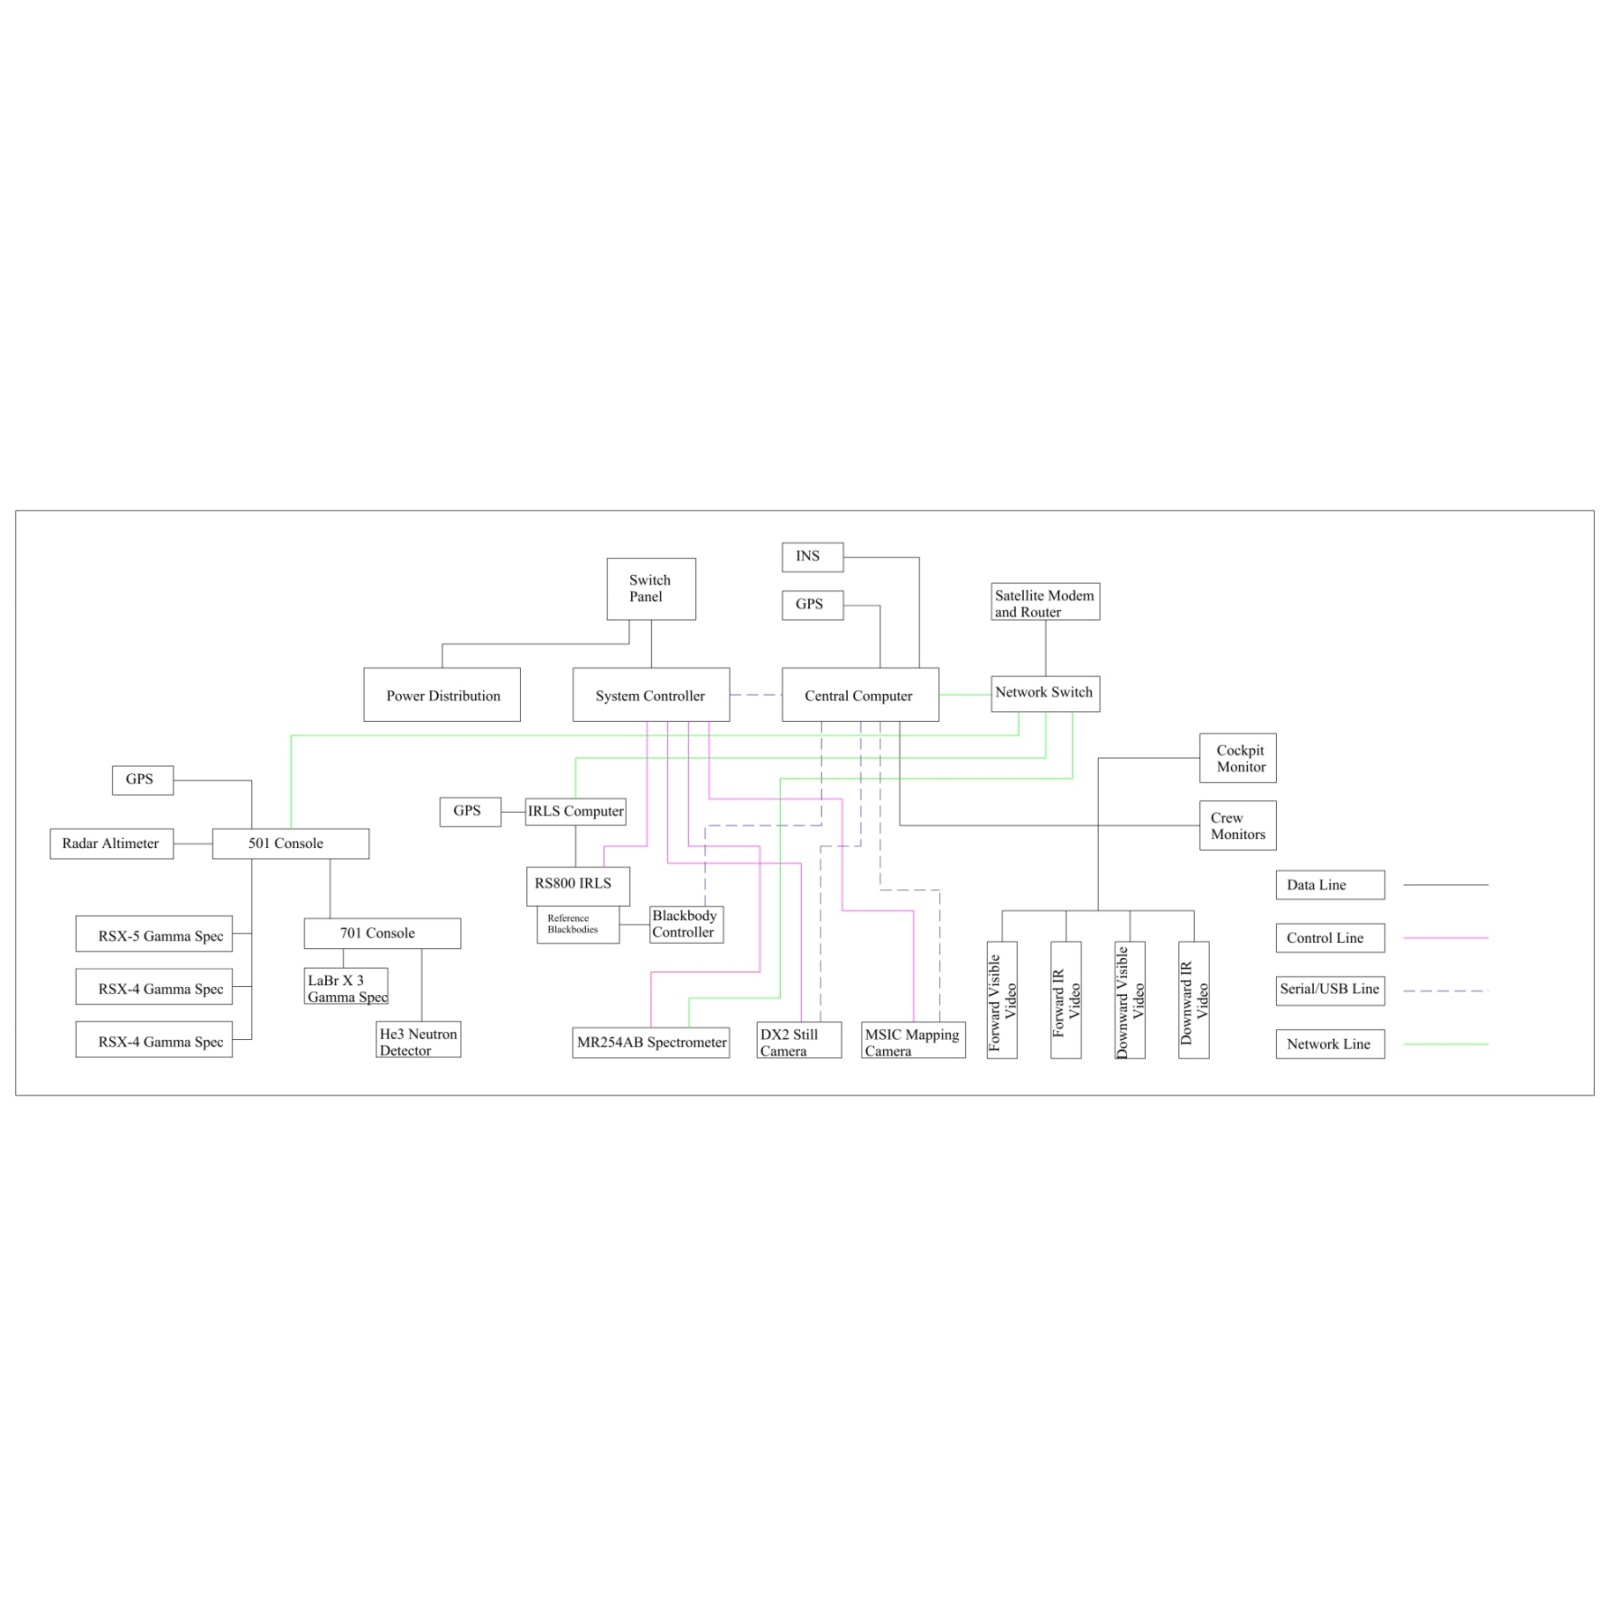 INS
Switch
Panel
GPS
Satellite Modem
and Router
Power Distribution
System Controller
Central Computer
Network Switch
Cockpit
Monitor
GPS
GPS
IRLS Computer
Crew
Monitors
Radar Altimeter
501 Console
RS800 IRLS
Data Line
Reference
Blackbodies
Blackbody
Controller
RSX-5 Gamma Spec
701 Console
Control Line
LaBr X 3
Gamma Spec
RSX-4 Gamma Spec
Serial/USB Line
Forward Visible
Video
Forward IR
Video
Downward Visible
Video
Downward IR
Video
RSX-4 Gamma Spec
He3 Neutron
Detector
MR254AB Spectrometer
DX2 Still
Camera
MSIC Mapping
Camera
Network Line